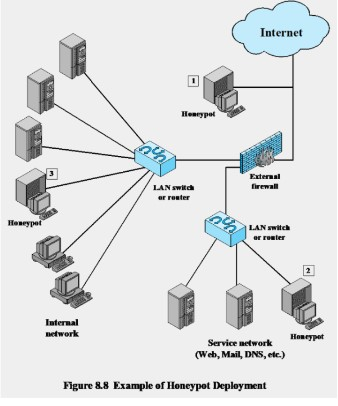 Internet
1
Honeypot
3
Honeypot
LAN switch
or router
External
firewall
LAN switch
or router
2
Honeypot
Internal
network
Service network
(Web, Mail, DNS, etc.)
Figure 8.8 Example of Honeypot Deployment